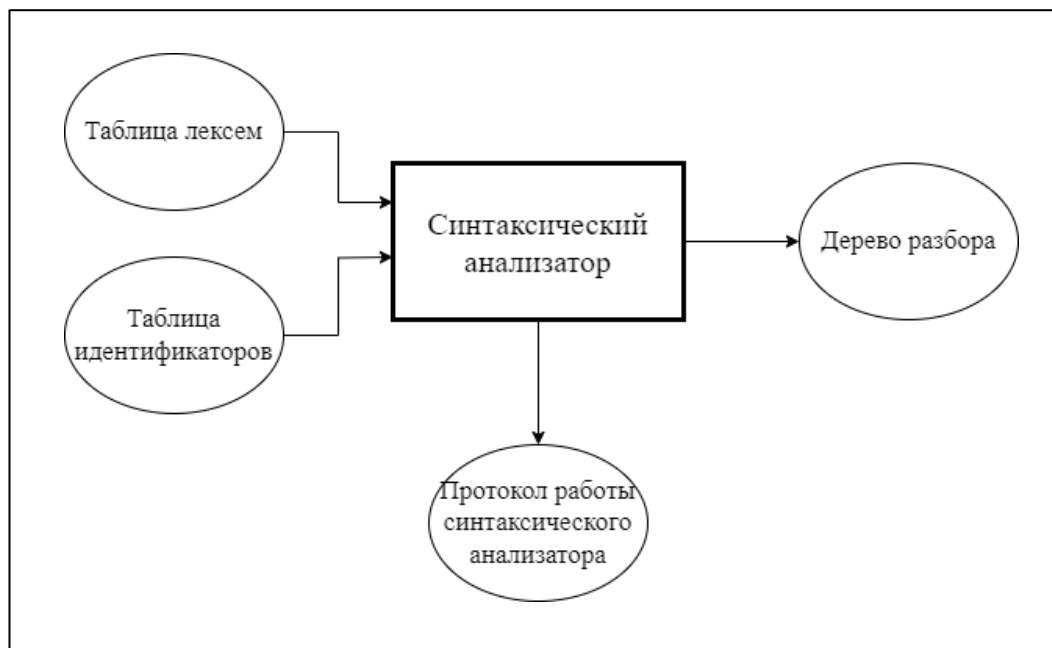 Таблица лексем
Синтаксический
анализатор
Дерево разбора
Таблица
идентификаторов
Протокол работы
синтаксического
анализатора